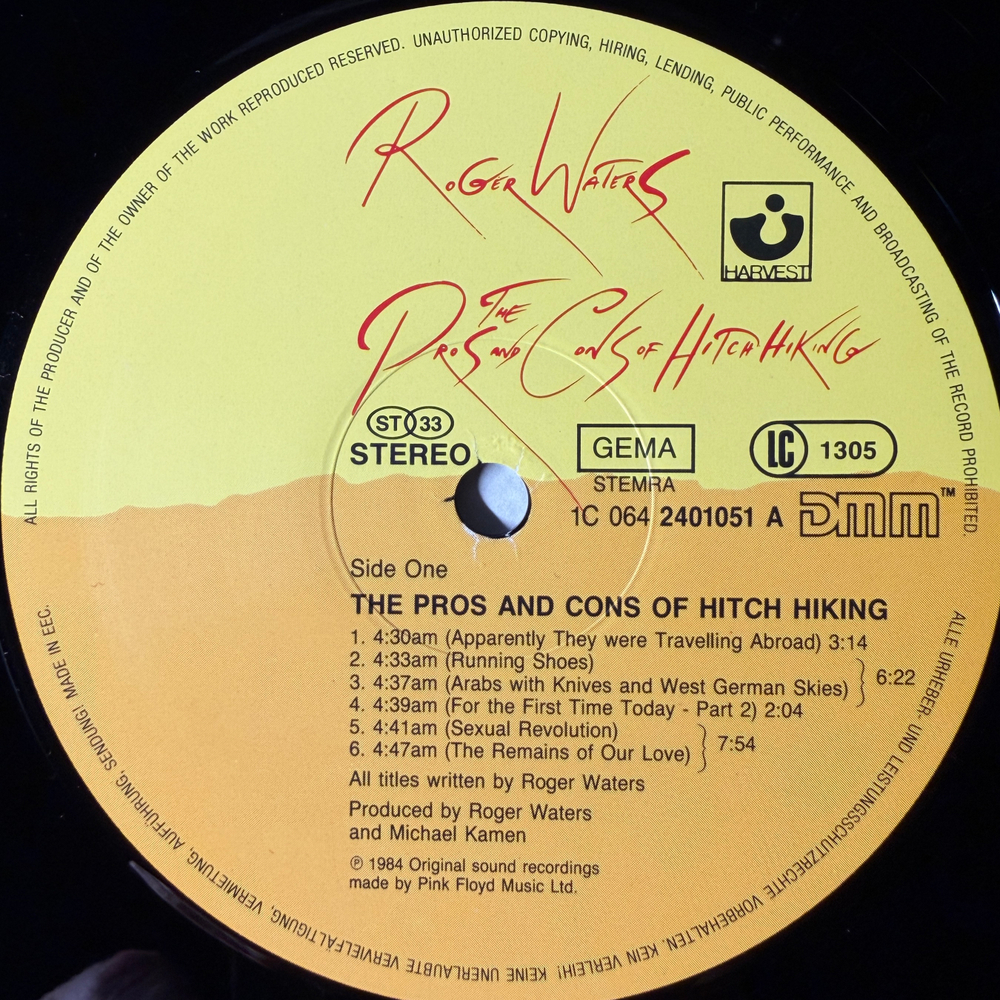 ALL RIGHTS OF THE PRODUCER AND OF THE OWNER OF THE WORK REPRODUCED RESERVED. UNAUTHORIZED COPYING, HIRING, LENDING, PUBLIC PERFORMANCE AND BROADCASTING OF THE RECORD PROHIBITED.
ROGER WATERS
HARVEST
THE
PROS AND CONS OF HITCH HIKING
ST 33
STEREO
GEMA
STEMRA
LC 1305
1C 064 2401051 A
DMM™
Side One
THE PROS AND CONS OF HITCH HIKING
1. 4:30am (Apparently They were Travelling Abroad) 3:14
2. 4:33am (Running Shoes)
3. 4:37am (Arabs with Knives and West German Skies)
6:22
4. 4:39am (For the First Time Today - Part 2) 2:04
5. 4:41am (Sexual Revolution)
6. 4:47am (The Remains of Our Love)
7:54
All titles written by Roger Waters
Produced by Roger Waters
and Michael Kamen
℗ 1984 Original sound recordings
made by Pink Floyd Music Ltd.
ALLE URHEBER- UND LEISTUNGSSCHUTZRECHTE VORBEHALTEN. KEIN VERLEIH! KEINE UNERLAUBTE VERVIELFÄLTIGUNG, VERMIETUNG, AUFFÜHRUNG, SENDUNG! MADE IN EEC.